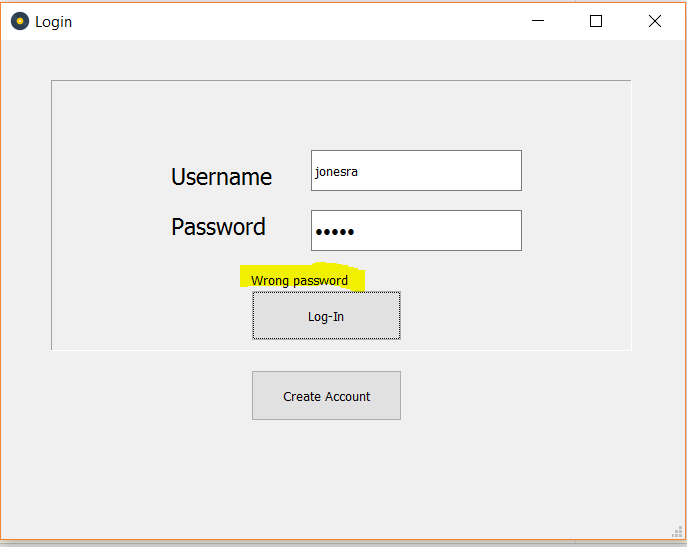 Login
Username
jonesra
Password
•••••
Wrong password
Log-In
Create Account